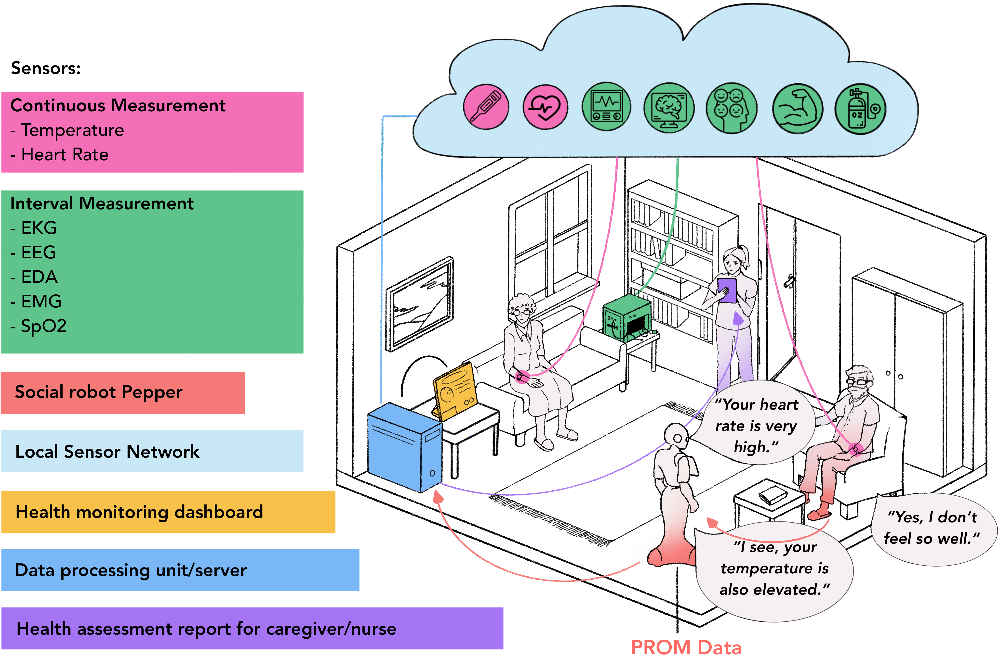 Sensors:
Continuous Measurement
- Temperature
- Heart Rate
Interval Measurement
- EKG
- EEG
- EDA
- EMG
- SpO2
Social robot Pepper
Local Sensor Network
Health monitoring dashboard
Data processing unit/server
Health assessment report for caregiver/nurse
O2
“Your heart
rate is very
high.“
“Yes, I don‘t
feel so well.“
“I see, your
temperature is
also elevated.“
PROM Data